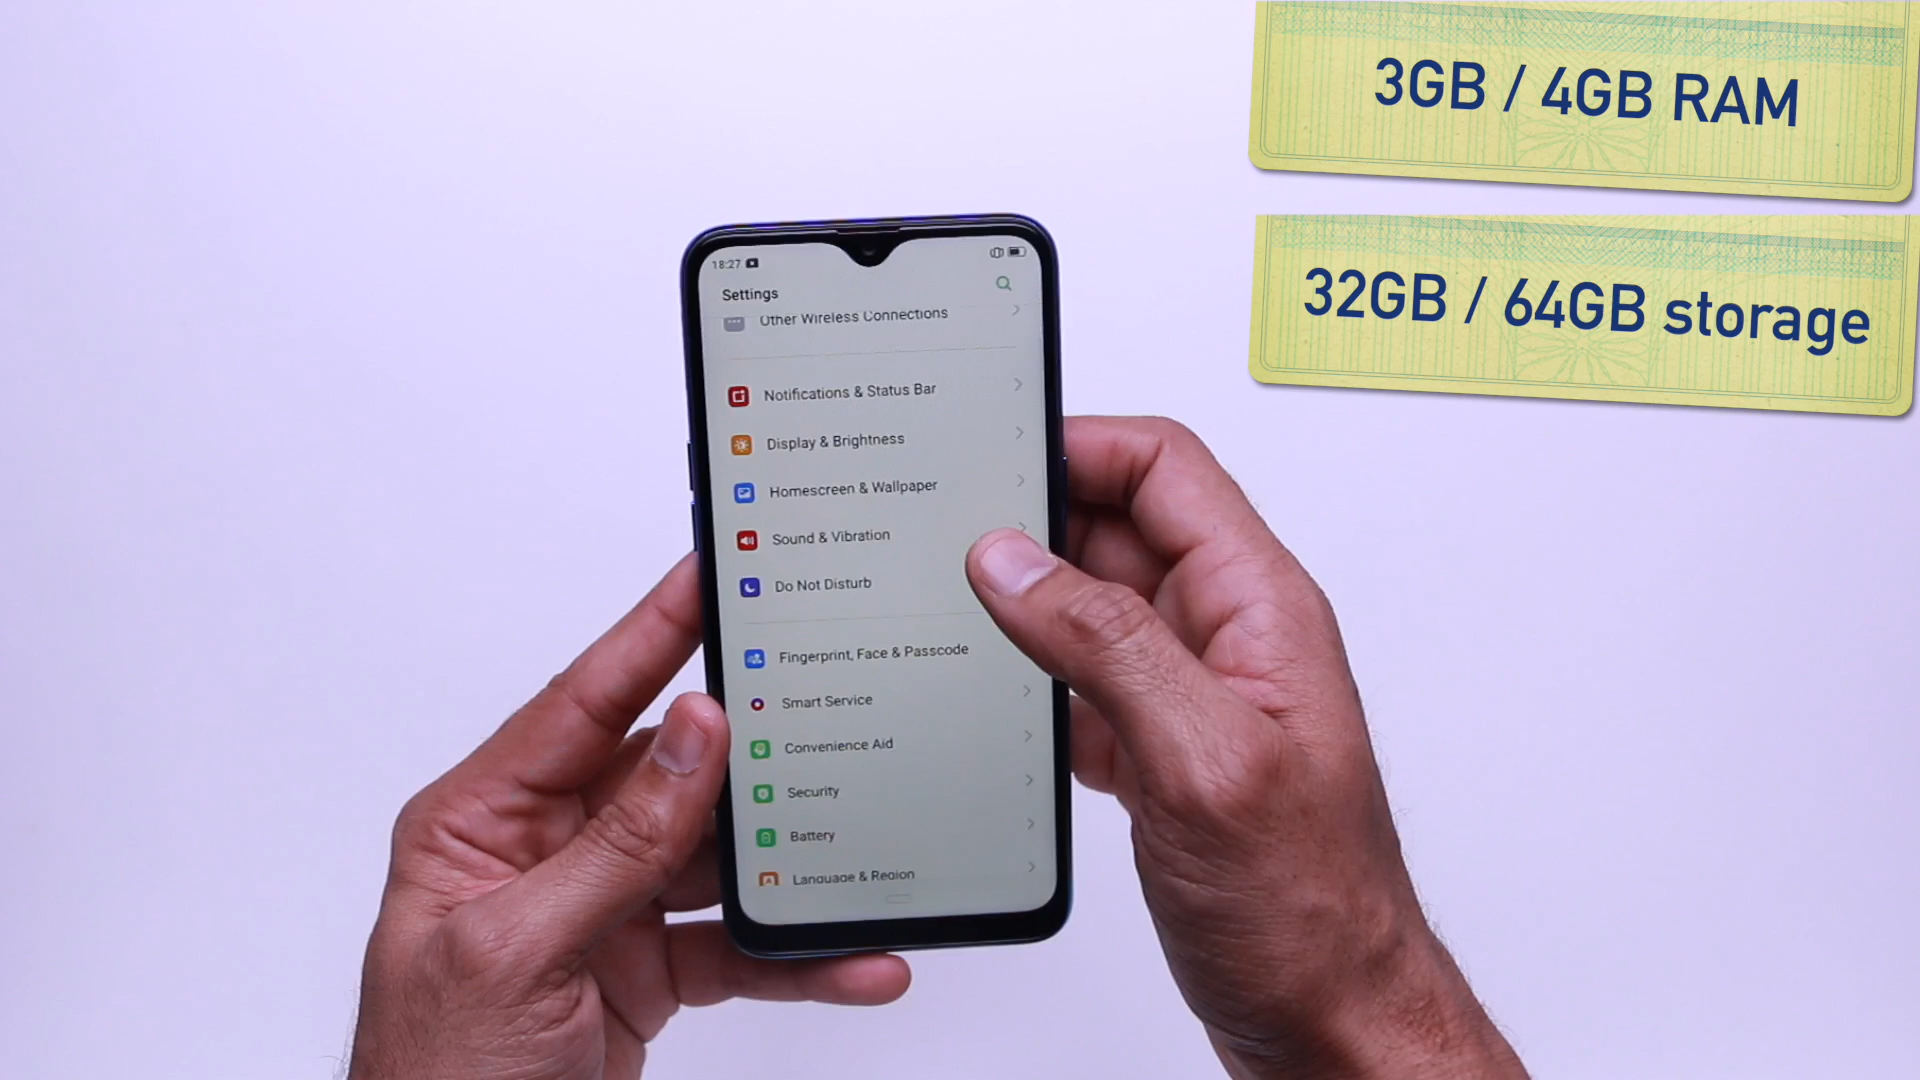 3GB / 4GB RAM
32GB / 64GB storage
18:27
Settings
Other Wireless Connections
Notifications & Status Bar
Display & Brightness
Homescreen & Wallpaper
Sound & Vibration
Do Not Disturb
Fingerprint, Face & Passcode
Smart Service
Convenience Aid
Security
Battery
Language & Region